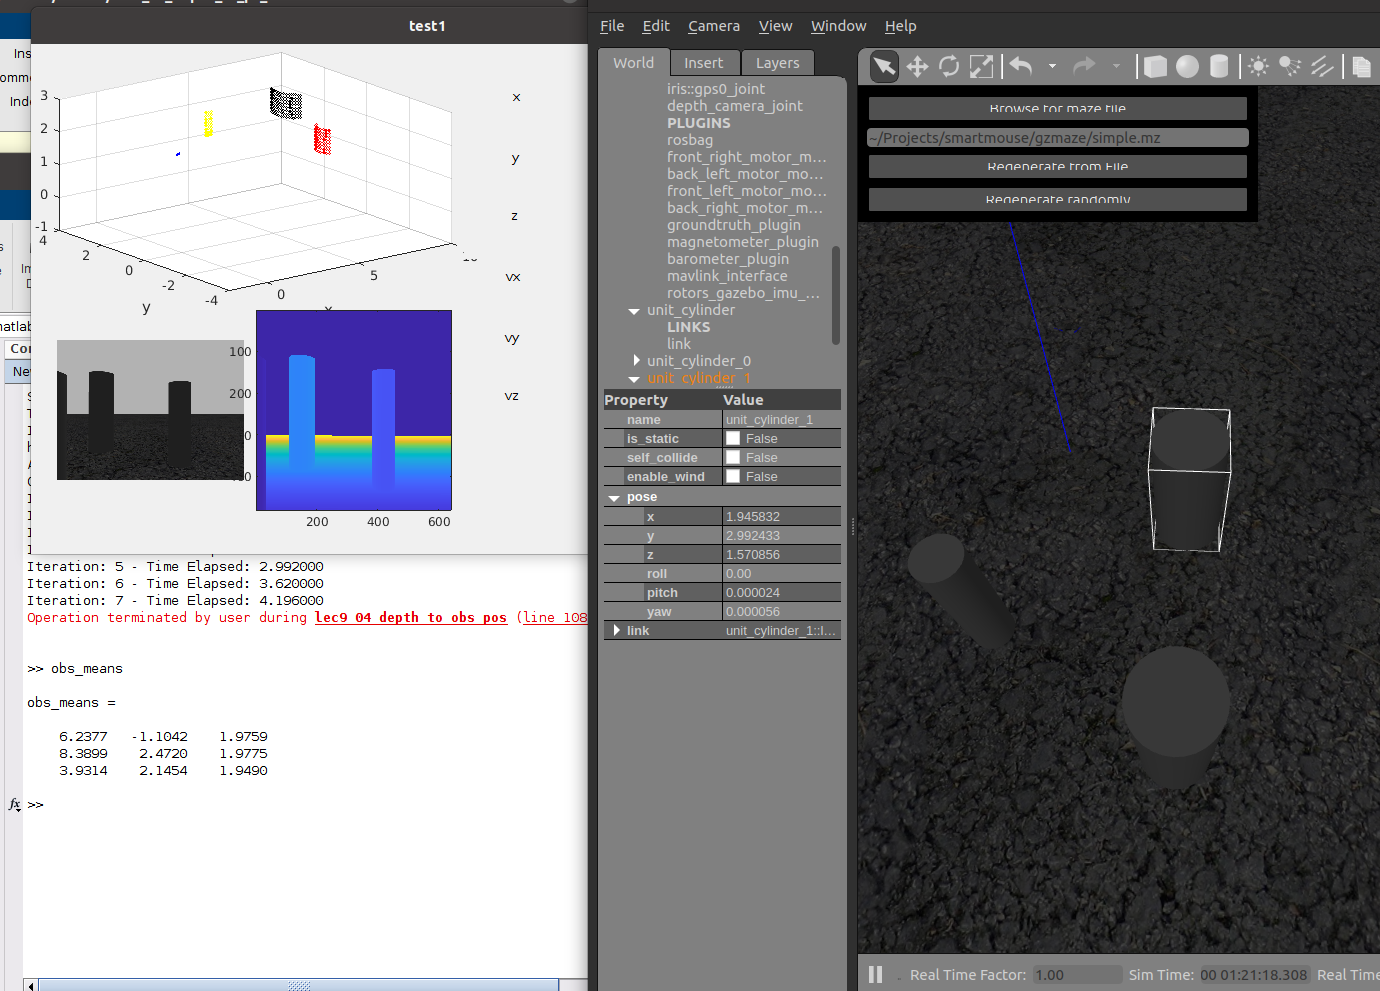 test1
Ins
omme
Inde
3
2
1
0
-1
4
2
0
-2
-4
0
5
y
x
y
z
vx
vy
vz
100
200
200
400
600
Iteration: 5 - Time Elapsed: 2.992000
Iteration: 6 - Time Elapsed: 3.620000
Iteration: 7 - Time Elapsed: 4.196000
Operation terminated by user during lec9_04_depth_to_obs_pos (line 108
>> obs_means
obs_means =
6.2377 -1.1042 1.9759
8.3899 2.4720 1.9775
3.9314 2.1454 1.9490
fx >>
File Edit Camera View Window Help
World Insert Layers
iris::gps0_joint
depth_camera_joint
PLUGINS
rosbag
front_right_motor_m...
back_left_motor_mo...
front_left_motor_mo...
back_right_motor_m...
groundtruth_plugin
magnetometer_plugin
barometer_plugin
mavlink_interface
rotors_gazebo_imu_...
unit_cylinder
LINKS
link
unit_cylinder_0
unit_cylinder_1
Property Value
name unit_cylinder_1
is_static False
self_collide False
enable_wind False
pose
x 1.945832
y 2.992433
z 1.570856
roll 0.00
pitch 0.000024
yaw 0.000056
link unit_cylinder_1::l...
Browse for maze file
~/Projects/smartmouse/gzmaze/simple.mz
Regenerate from File
Regenerate randomly
Real Time Factor: 1.00 Sim Time: 00 01:21:18.308 Real Time